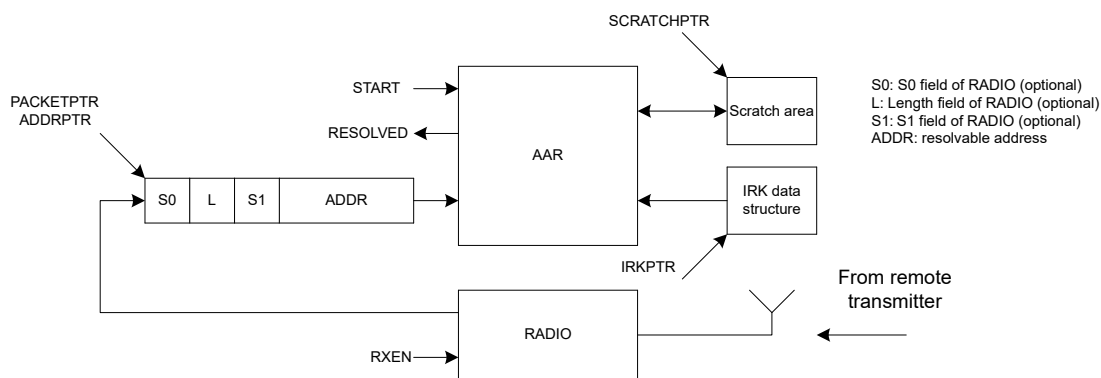 SCRATCHPTR
S0: S0 field of RADIO (optional)
L: Length field of RADIO (optional)
S1: S1 field of RADIO (optional)
ADDR: resolvable address
START
PACKETPTR
ADDRPTR
Scratch area
RESOLVED
AAR
S0
L
S1
ADDR
IRK data
structure
IRKPTR
From remote
transmitter
RADIO
RXEN